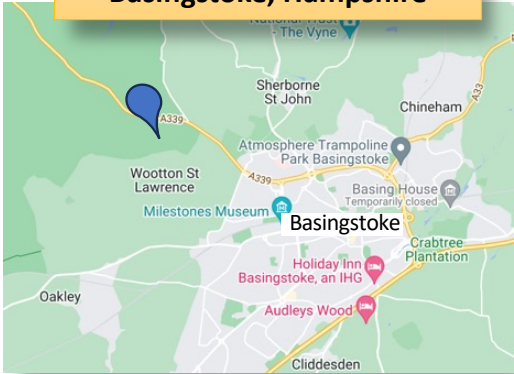 Basingstoke, Hampshire
National Trust
- The Vyne
Sherborne
St John
Chineham
A33
A339
Atmosphere Trampoline
Park Basingstoke
Wootton St
Lawrence
A339
Basing House
Temporarily closed
Milestones Museum
Basingstoke
Crabtree
Plantation
Holiday Inn
Basingstoke, an IHG
Oakley
Audleys Wood
Cliddesden